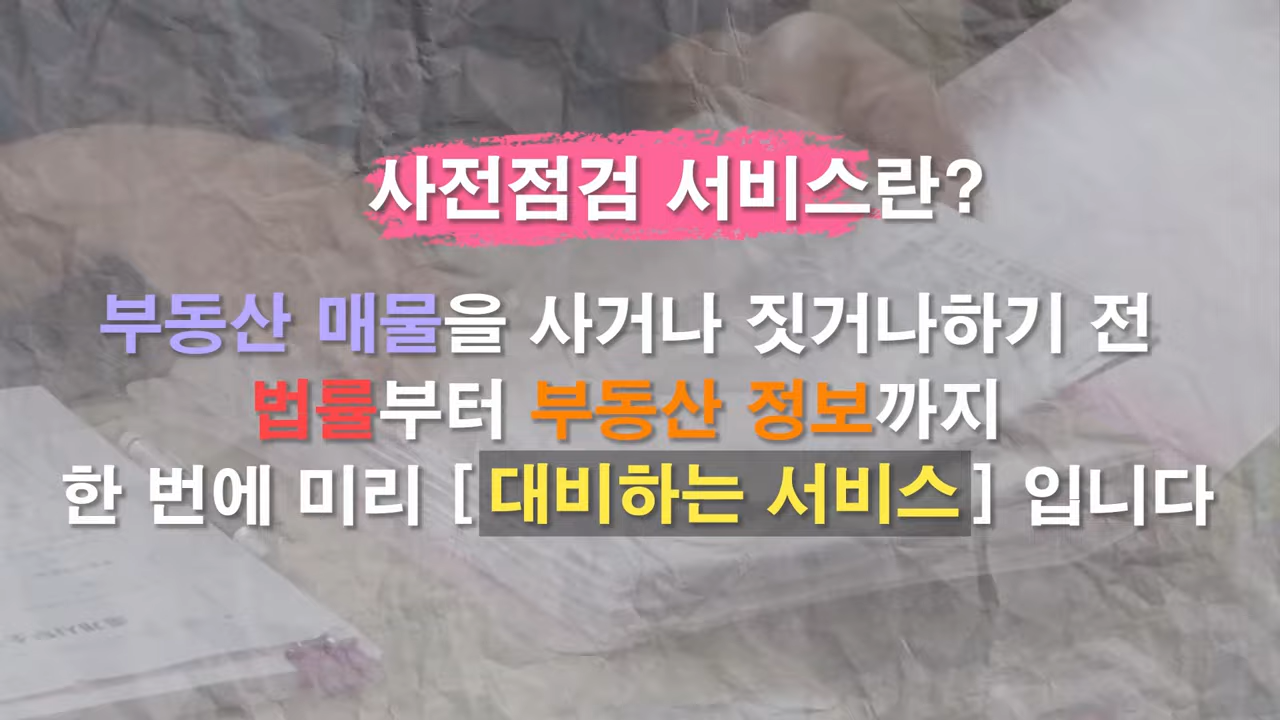 사전점검 서비스란?
부동산 매물을 사거나 짓거나하기 전
법률부터 부동산 정보까지
한 번에 미리 [대비하는 서비스] 입니다